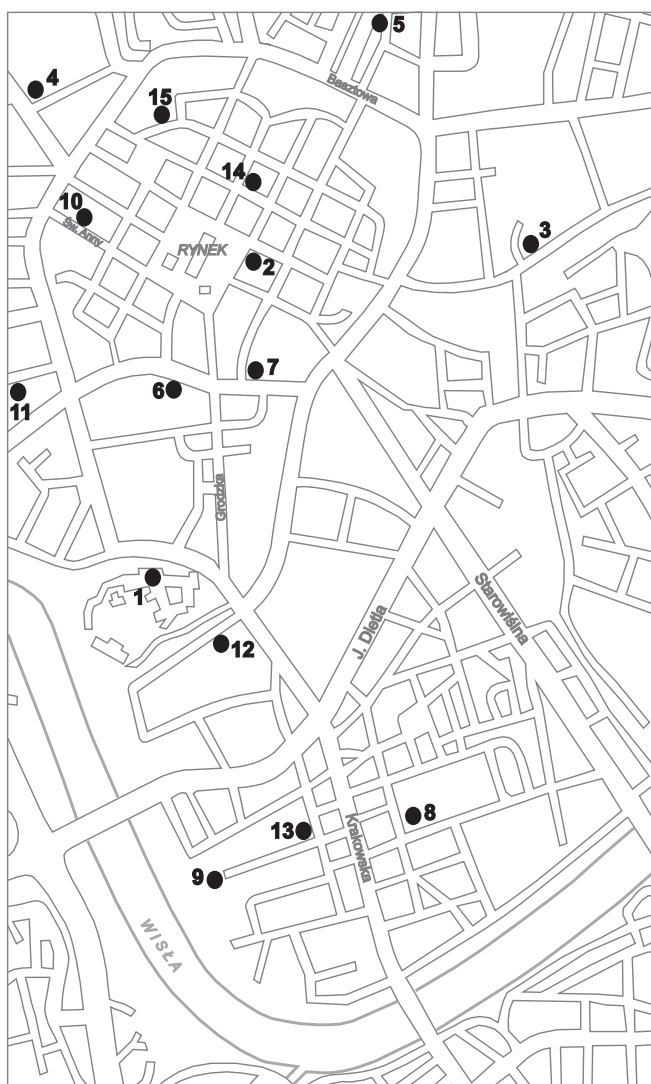 5
4
Basztowa
15
14
10
Św. Anny
3
RYNEK
2
7
6
11
Grodzka
1
Starowiślna
J. Dietla
12
8
13
Krakowska
9
WISŁA